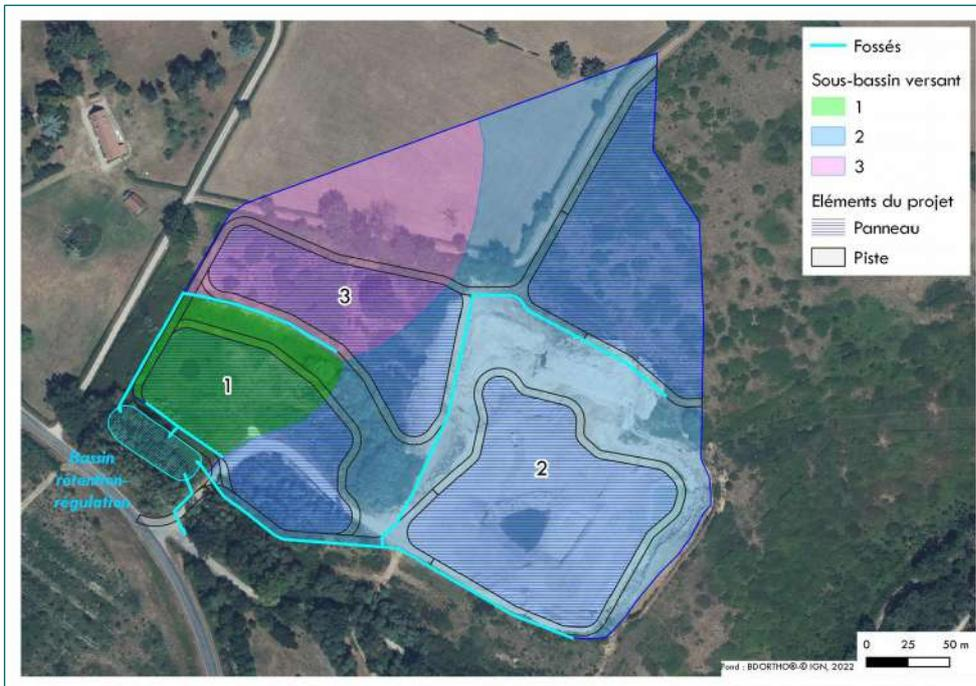 Fossés
Sous-bassin versant
1
2
3
Eléments du projet
Panneau
Piste
3
1
2
Bassin
rétention-
régulation
0 25 50 m
Fond : BDORTHO®-© IGN, 2022